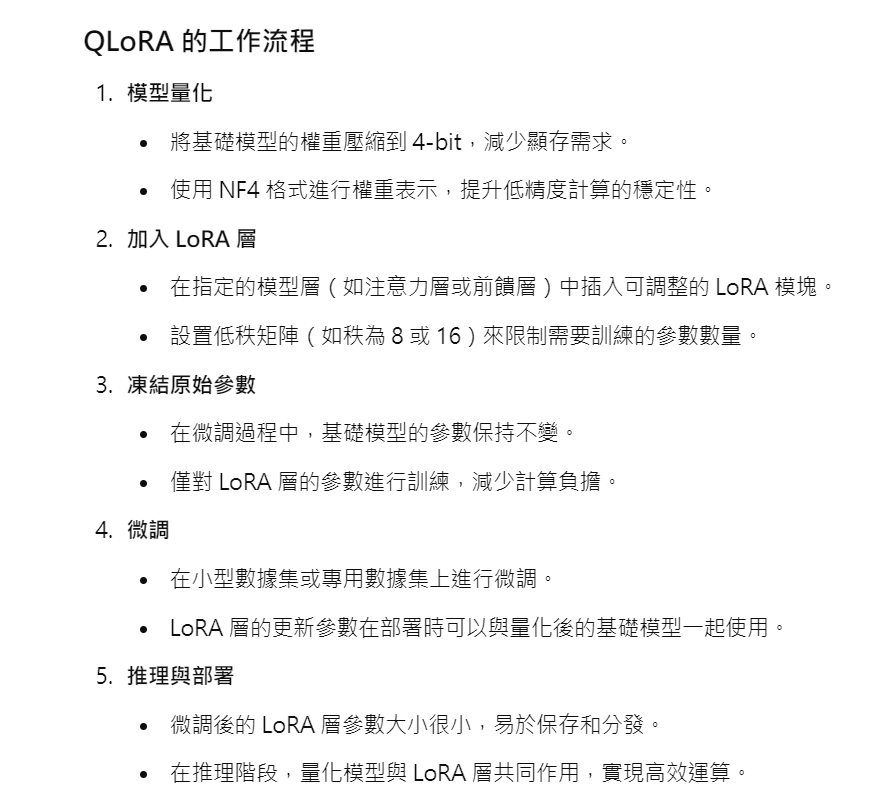 QLoRA 的工作流程
1. 模型量化
• 將基礎模型的權重壓縮到 4-bit，減少顯存需求。
• 使用 NF4 格式進行權重表示，提升低精度計算的穩定性。
2. 加入 LoRA 層
• 在指定的模型層（如注意力層或前饋層）中插入可調整的 LoRA 模塊。
• 設置低秩矩陣（如秩為 8 或 16）來限制需要訓練的參數數量。
3. 凍結原始參數
• 在微調過程中，基礎模型的參數保持不變。
• 僅對 LoRA 層的參數進行訓練，減少計算負擔。
4. 微調
• 在小型數據集或專用數據集上進行微調。
• LoRA 層的更新參數在部署時可以與量化後的基礎模型一起使用。
5. 推理與部署
• 微調後的 LoRA 層參數大小很小，易於保存和分發。
• 在推理階段，量化模型與 LoRA 層共同作用，實現高效運算。